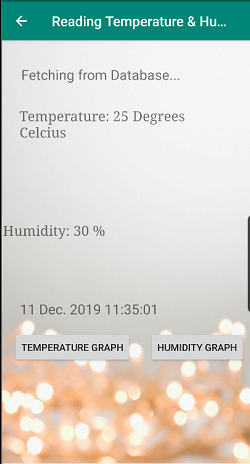 Reading Temperature & Hu...
Fetching from Database...
Temperature: 25 Degrees
Celcius
Humidity: 30 %
11 Dec. 2019 11:35:01
TEMPERATURE GRAPH
HUMIDITY GRAPH